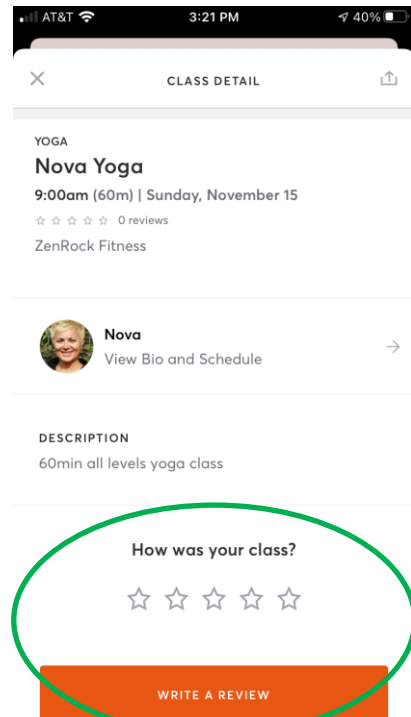 AT&T 3:21 PM 40%
CLASS DETAIL
YOGA
Nova Yoga
9:00am (60m) | Sunday, November 15
0 reviews
ZenRock Fitness
Nova
View Bio and Schedule
DESCRIPTION
60min all levels yoga class
How was your class?
WRITE A REVIEW